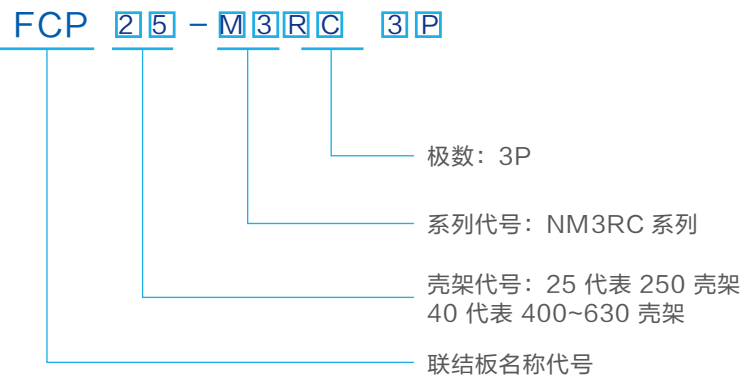 FCP 25-M3RC 3P
极数：3P
系列代号：NM3RC 系列
壳架代号：25 代表 250 壳架
40 代表 400~630 壳架
联结板名称代号